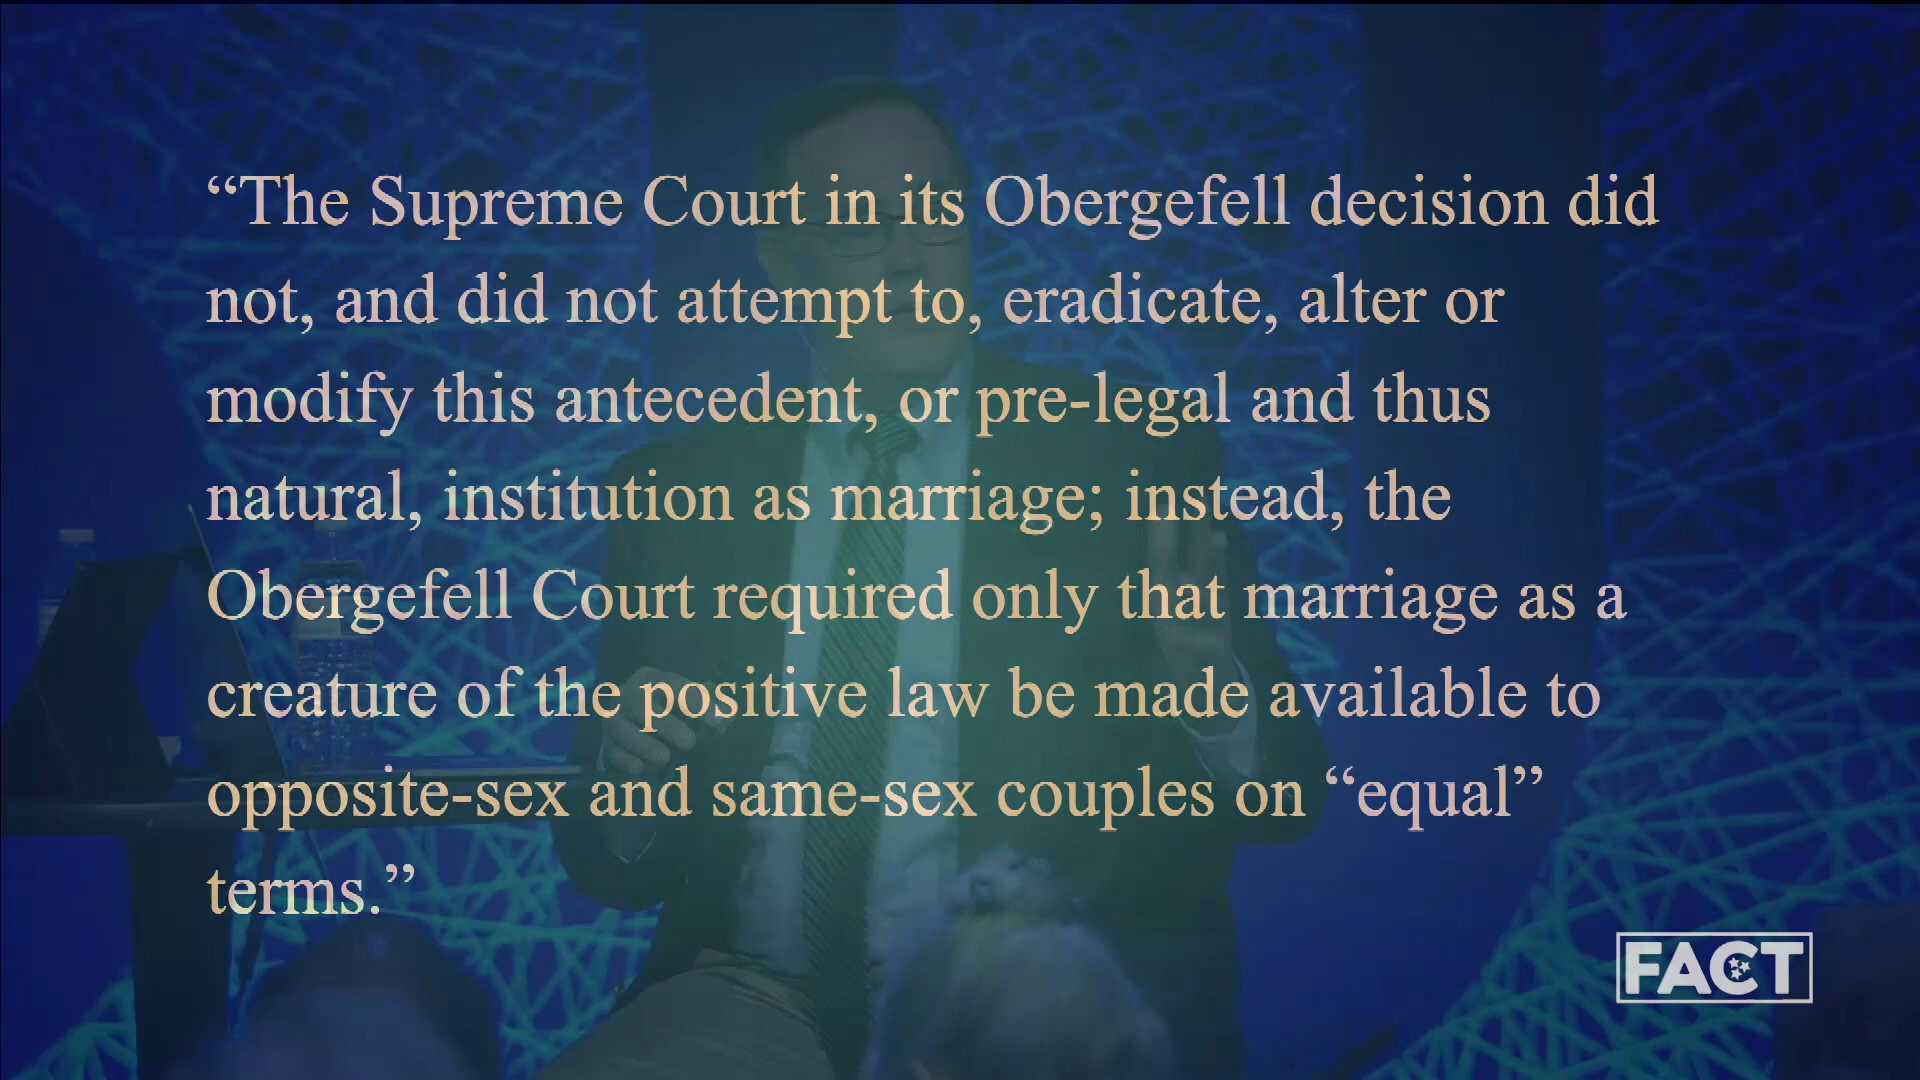 “The Supreme Court in its Obergefell decision did
not, and did not attempt to, eradicate, alter or
modify this antecedent, or pre-legal and thus
natural, institution as marriage; instead, the
Obergefell Court required only that marriage as a
creature of the positive law be made available to
opposite-sex and same-sex couples on “equal”
terms.”
FACT